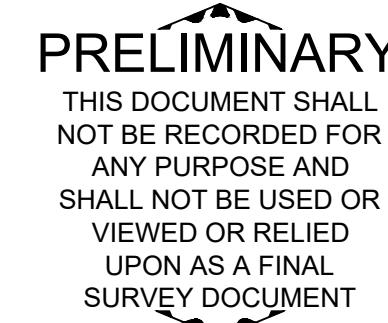 PRELIMINARY
THIS DOCUMENT SHALL
NOT BE RECORDED FOR
ANY PURPOSE AND
SHALL NOT BE USED OR
VIEWED OR RELIED
UPON AS A FINAL
SURVEY DOCUMENT